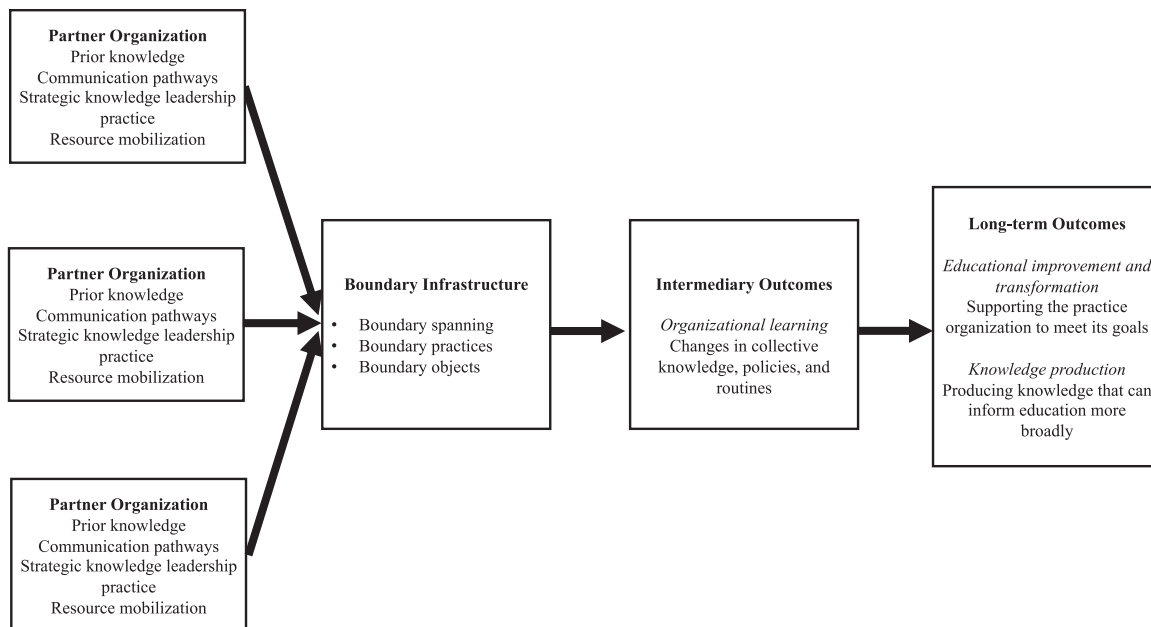 Partner Organization
Prior knowledge
Communication pathways
Strategic knowledge leadership
practice
Resource mobilization
Partner Organization
Prior knowledge
Communication pathways
Strategic knowledge leadership
practice
Resource mobilization
Partner Organization
Prior knowledge
Communication pathways
Strategic knowledge leadership
practice
Resource mobilization
Boundary Infrastructure
• Boundary spanning
• Boundary practices
• Boundary objects
Intermediary Outcomes
Organizational learning
Changes in collective
knowledge, policies, and
routines
Long-term Outcomes
Educational improvement and
transformation
Supporting the practice
organization to meet its goals
Knowledge production
Producing knowledge that can
inform education more
broadly